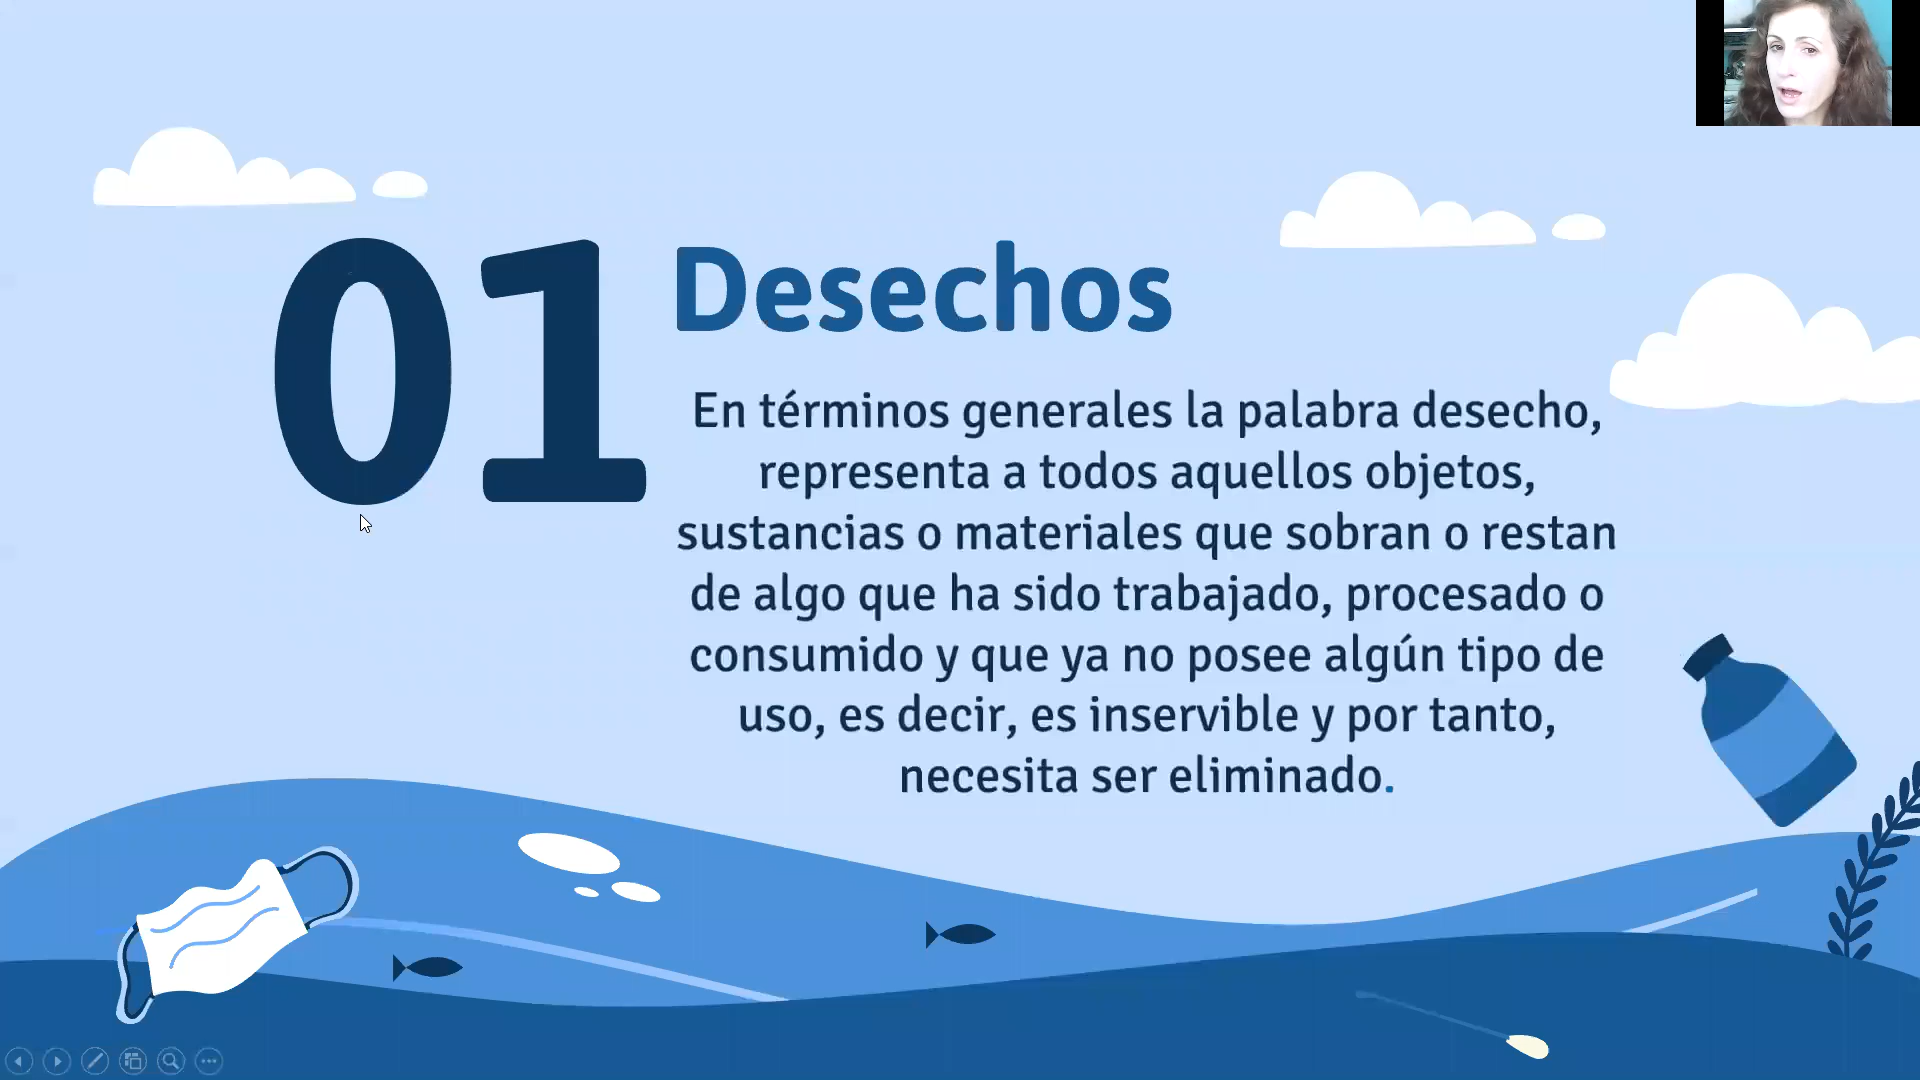 01
Desechos
En términos generales la palabra desecho,
representa a todos aquellos objetos,
sustancias o materiales que sobran o restan
de algo que ha sido trabajado, procesado o
consumido y que ya no posee algún tipo de
uso, es decir, es inservible y por tanto,
necesita ser eliminado.